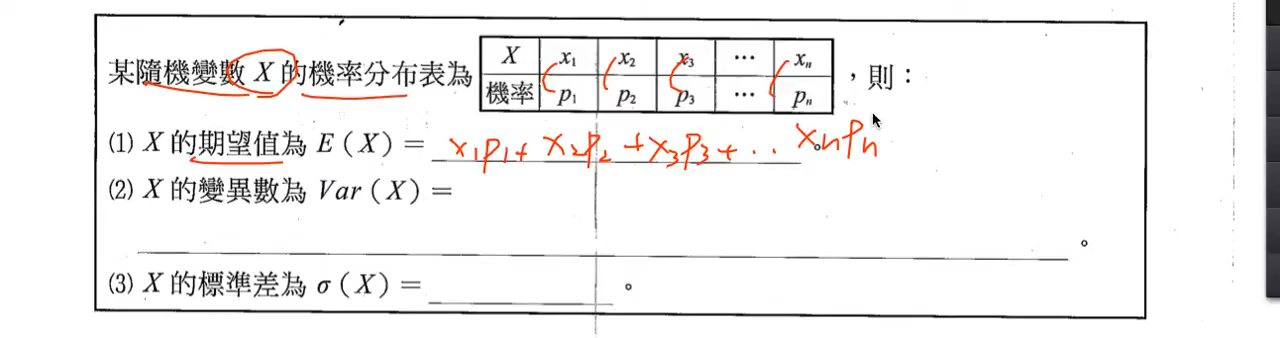 某隨機變數 X 的機率分布表為 X x₁ x₂ x₃ … xₙ ，則：
機率 p₁ p₂ p₃ … pₙ
(1) X 的期望值為 E（X）= x₁p₁+ x₂p₂ +x₃p₃+ .. xₙpₙ 。
(2) X 的變異數為 Var（X）=
。
(3) X 的標準差為 σ（X）= 。